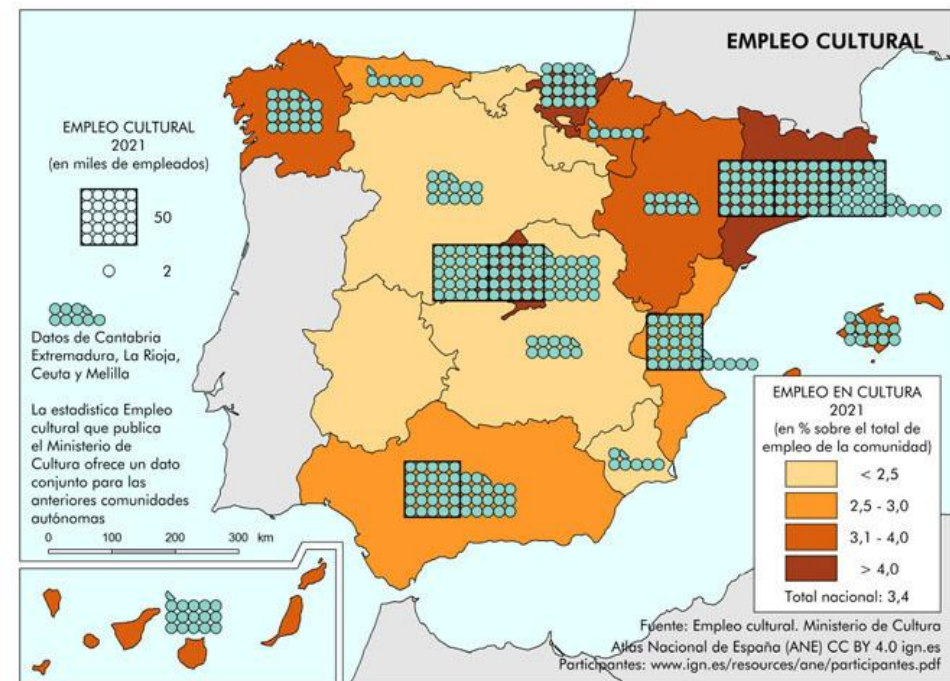 EMPLEO CULTURAL
EMPLEO CULTURAL
2021
(en miles de empleados)
50
2
Datos de Cantabria
Extremadura, La Rioja,
Ceuta y Melilla
La estadística Empleo
cultural que publica
el Ministerio de
Cultura ofrece un dato
conjunto para las
anteriores comunidades
autónomas
0 100 200 300 km
EMPLEO EN CULTURA
2021
(en % sobre el total de
empleo de la comunidad)
< 2,5
2,5 - 3,0
3,1 - 4,0
> 4,0
Total nacional: 3,4
Fuente: Empleo cultural. Ministerio de Cultura
Atlas Nacional de España (ANE) CC BY 4.0 ign.es
Participantes: www.ign.es/resources/ane/participantes.pdf